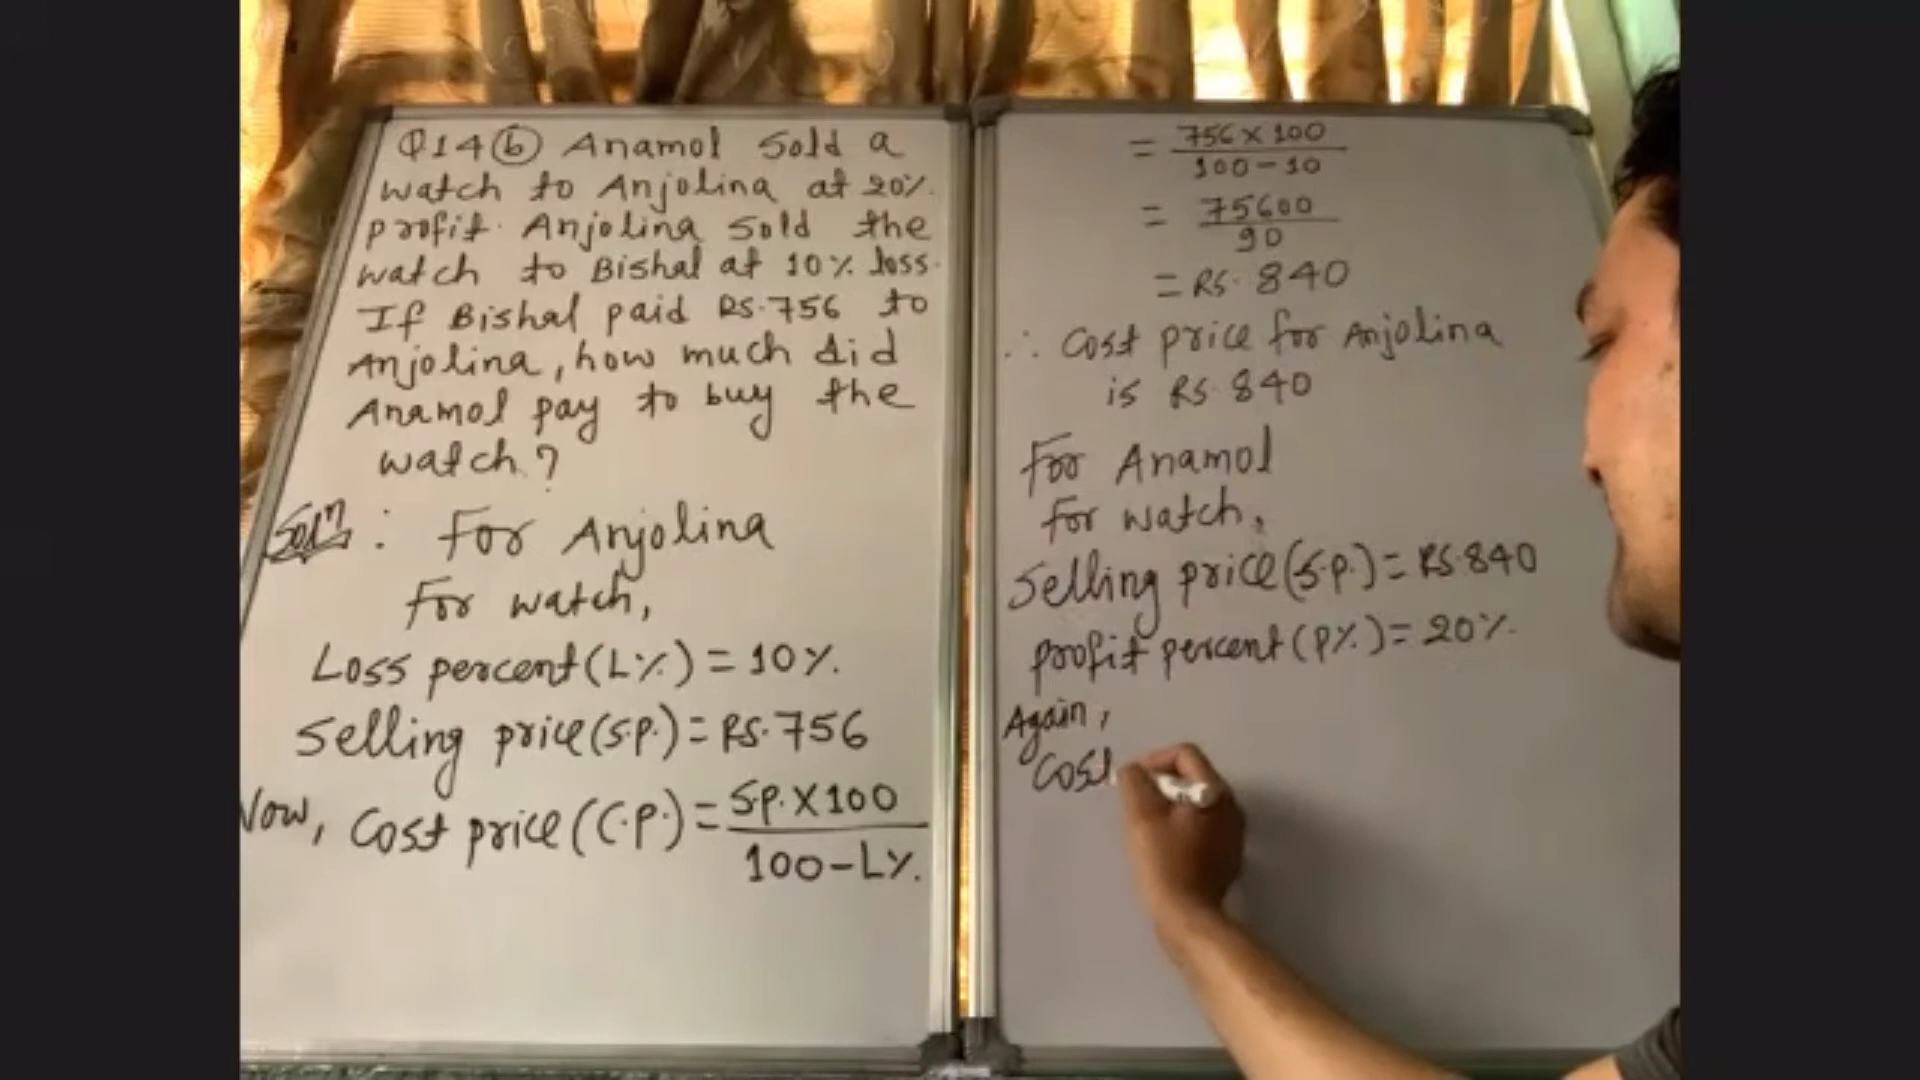 Q14 (b) Anamol Sold a
watch to Anjolina at 20%
profit. Anjolina sold the
watch to Bishal at 10% loss.
If Bishal paid RS.756 to
Anjolina, how much did
Anamol pay to buy the
watch?
Solⁿ: For Anjolina
For watch,
Loss percent (L%) = 10%.
Selling price (S.P.) = RS.756
Now, Cost price (C.P.) = S.P. X 100
100-L%.
= 756 X 100
100-10
= 75600
90
= RS. 840
∴ Cost price for Anjolina
is RS. 840
For Anamol
For watch,
Selling price (S.P.) = RS.840
profit percent (P%.) = 20%.
Again,
Cost